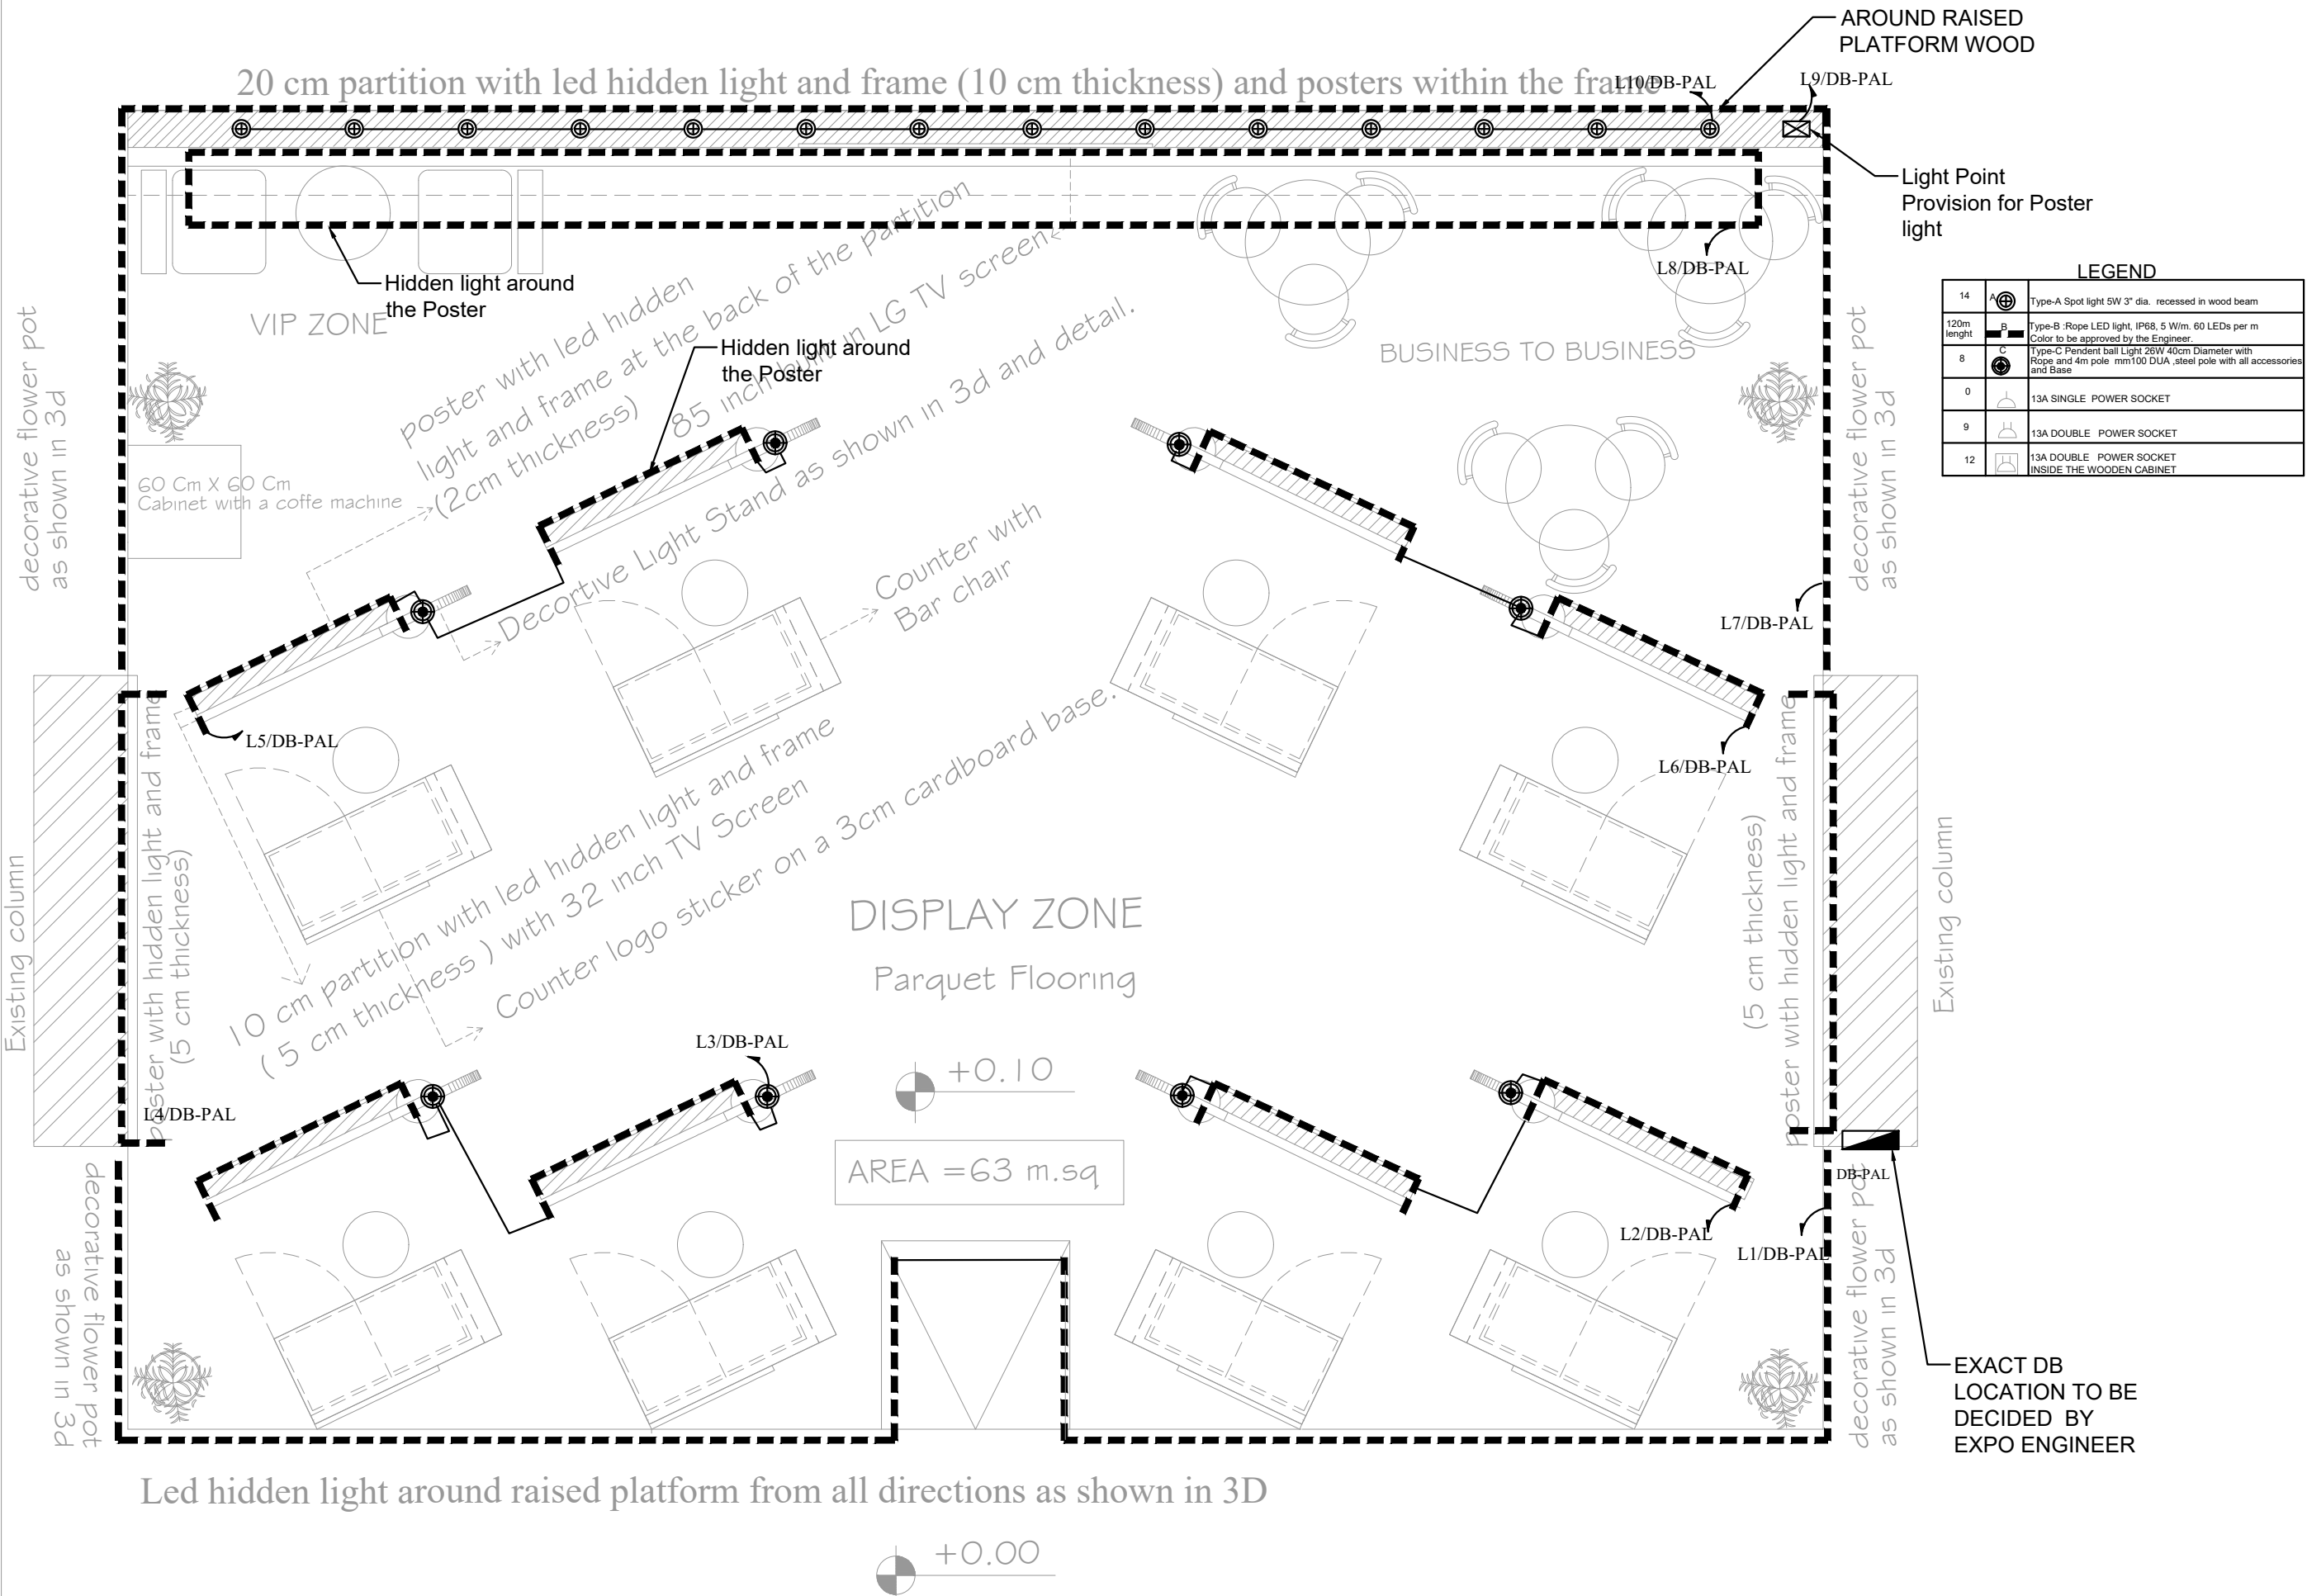 AROUND RAISED
PLATFORM WOOD
20 cm partition with led hidden light and frame (10 cm thickness) and posters within the frame
L10/DB-PAL
L9/DB-PAL
Light Point
Provision for Poster
light
L8/DB-PAL
Hidden light around
the Poster
VIP ZONE
poster with led hidden
light and frame at the back of the partition
(2cm thickness)
Hidden light around
the Poster
85 inch built in LG TV screen
Decortive Light Stand as shown in 3d and detail.
BUSINESS TO BUSINESS
LEGEND
14
A
Type-A Spot light 5W 3" dia. recessed in wood beam
120m
lenght
B
Type-B :Rope LED light, IP68, 5 W/m. 60 LEDs per m
Color to be approved by the Engineer.
8
C
Type-C Pendent ball Light 26W 40cm Diameter with
Rope and 4m pole mm100 DUA ,steel pole with all accessories
and Base
0
13A SINGLE POWER SOCKET
9
13A DOUBLE POWER SOCKET
12
13A DOUBLE POWER SOCKET
INSIDE THE WOODEN CABINET
decorative flower pot
as shown in 3d
decorative flower pot
as shown in 3d
60 Cm X 60 Cm
Cabinet with a coffe machine
Counter with
Bar chair
L7/DB-PAL
L5/DB-PAL
L6/DB-PAL
poster with hidden light and frame
(5 cm thickness)
Existing column
10 cm partition with led hidden light and frame
( 5 cm thickness ) with 32 inch TV Screen
Counter logo sticker on a 3cm cardboard base.
DISPLAY ZONE
Parquet Flooring
(5 cm thickness)
poster with hidden light and frame
Existing column
L3/DB-PAL
+0.10
L4/DB-PAL
AREA =63 m.sq
DB-PAL
L2/DB-PAL
L1/DB-PAL
decorative flower pot
as shown in 3d
decorative flower pot
as shown in 3d
EXACT DB
LOCATION TO BE
DECIDED BY
EXPO ENGINEER
Led hidden light around raised platform from all directions as shown in 3D
+0.00